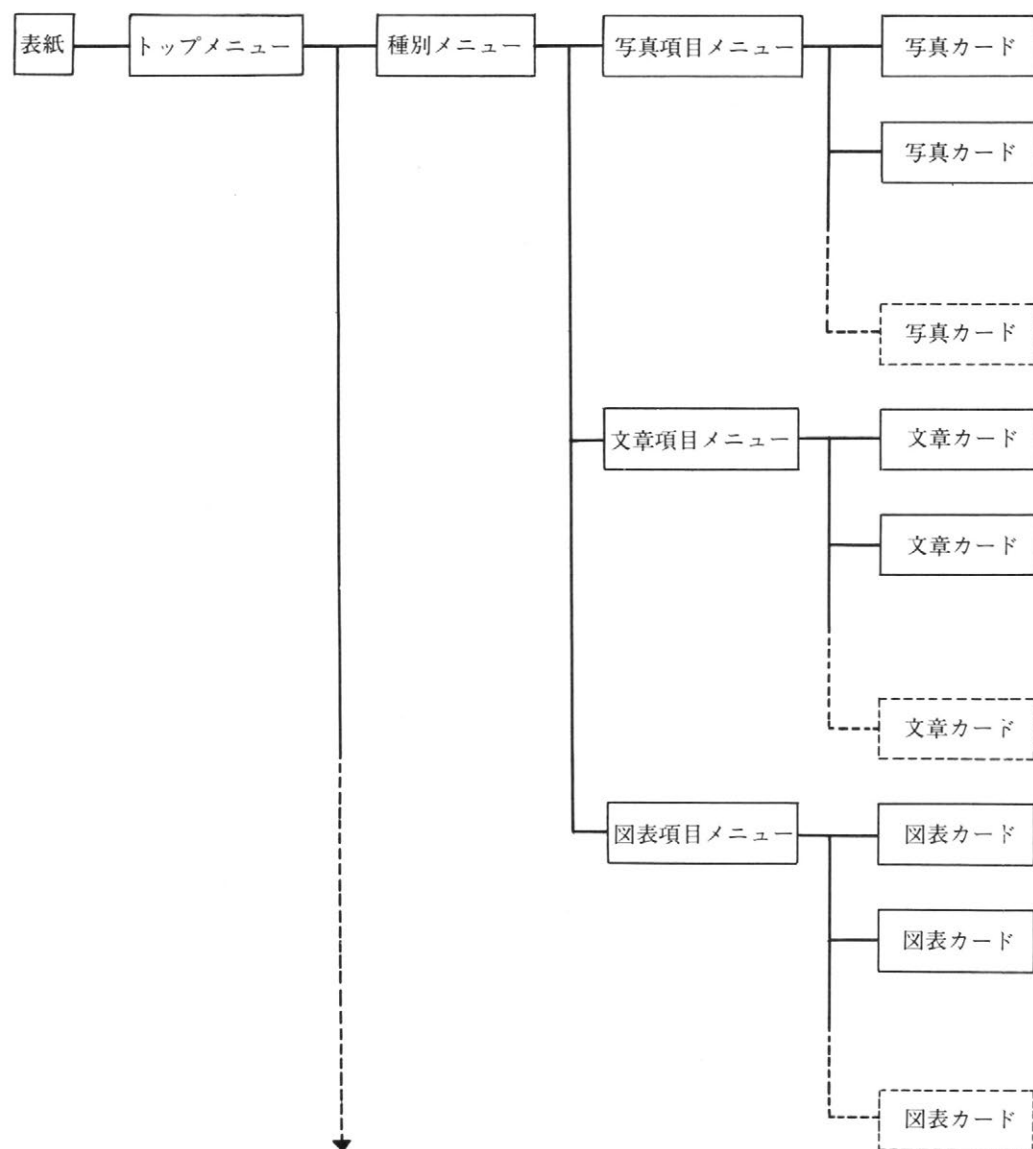 表紙
トップメニュー
種別メニュー
写真項目メニュー
写真カード
写真カード
写真カード
文章項目メニュー
文章カード
文章カード
文章カード
図表項目メニュー
図表カード
図表カード
図表カード